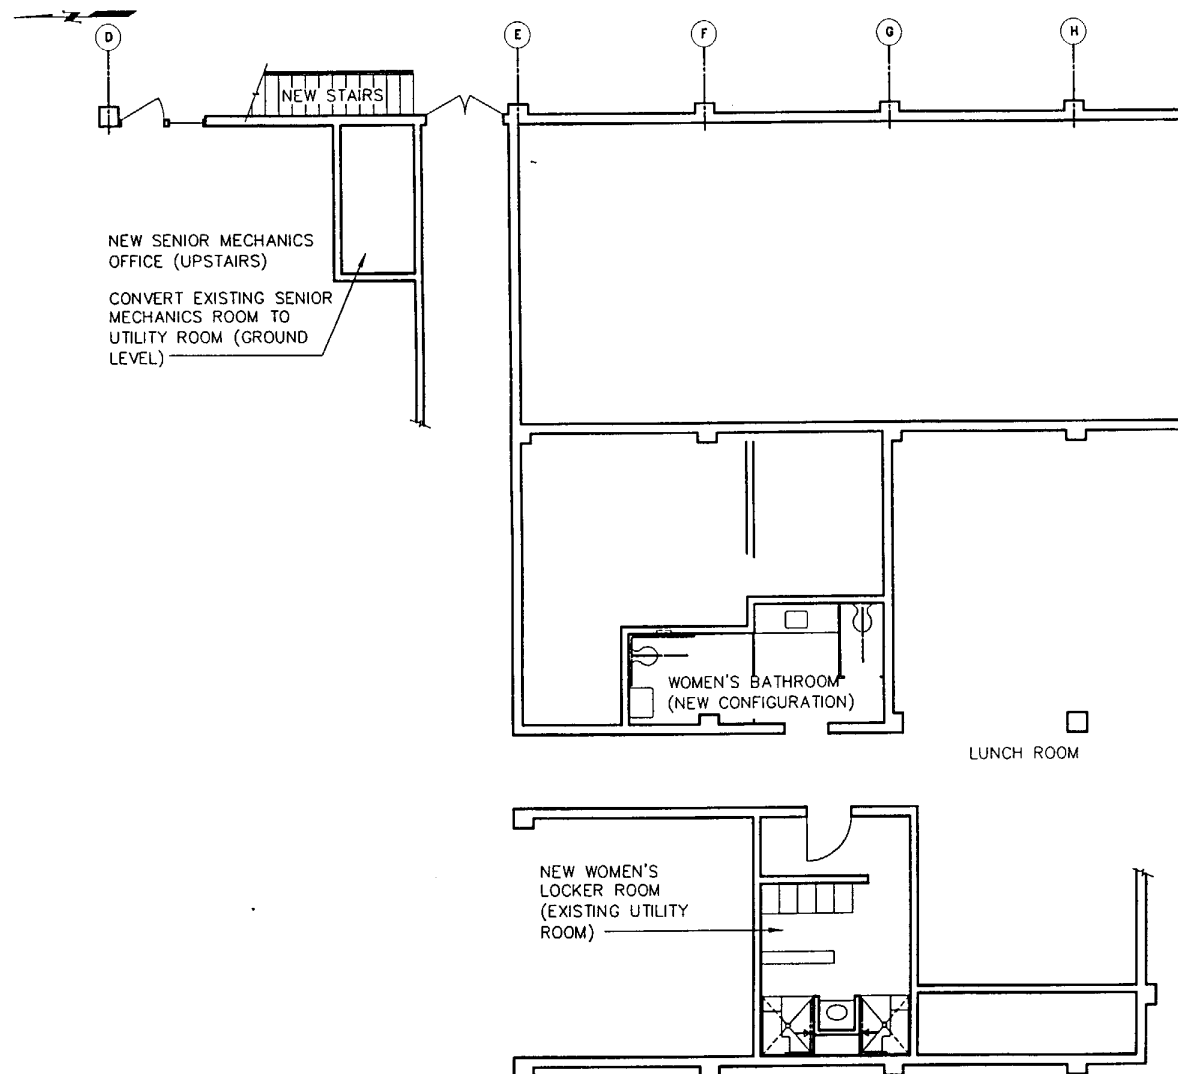 N
D
E
F
G
H
NEW STAIRS
NEW SENIOR MECHANICS
OFFICE (UPSTAIRS)
CONVERT EXISTING SENIOR
MECHANICS ROOM TO
UTILITY ROOM (GROUND
LEVEL)
WOMEN'S BATHROOM
(NEW CONFIGURATION)
LUNCH ROOM
NEW WOMEN'S
LOCKER ROOM
(EXISTING UTILITY
ROOM)